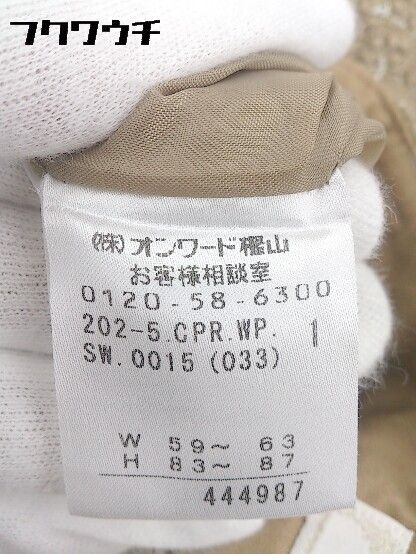 フクワウチ
(株)オンワード樫山
お客様相談室
0120-58-6300
202-5.CPR.WP. 1
SW.0015 (033)
W 59～ 63
H 83～ 87
444987